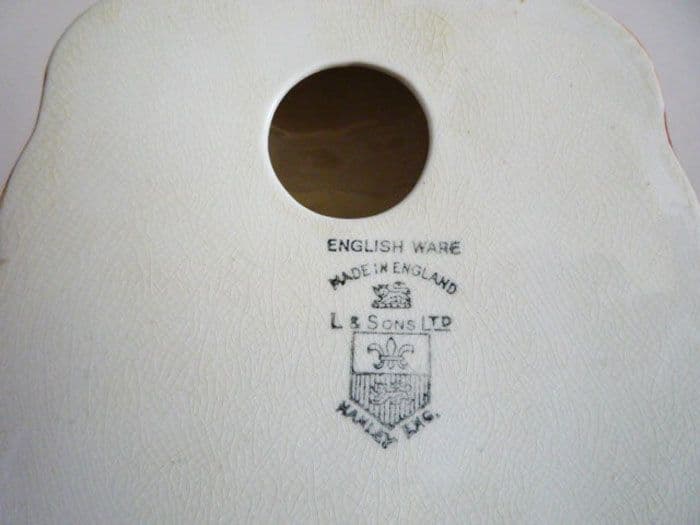 ENGLISH WARE
MADE IN ENGLAND
L & SONS LTD
HANLEY ENG.